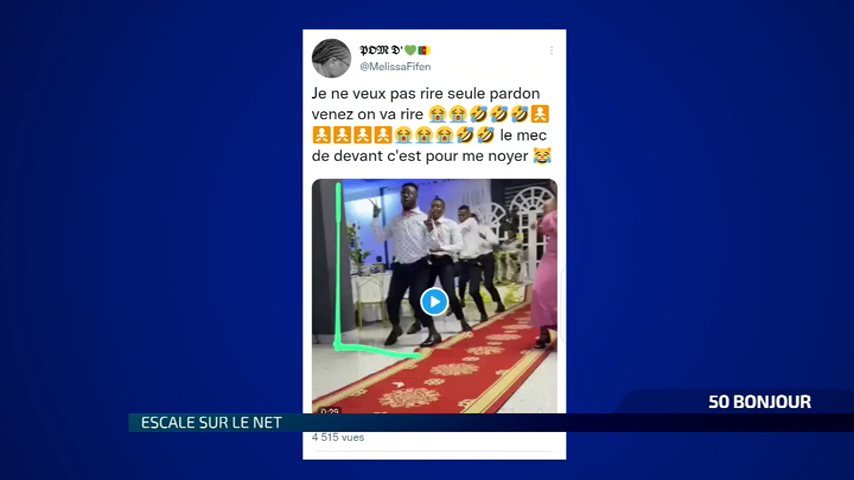 𝕻𝕺𝕸 𝕯'💚🇨🇲
@MelissaFifen
Je ne veux pas rire seule pardon
venez on va rire 😭😭🤣🤣🤣🚼
🚼🚼🚼🚼😭😭😭🤣🤣 le mec
de devant c'est pour me noyer 😹
0:29
50 BONJOUR
ESCALE SUR LE NET
4 515 vues